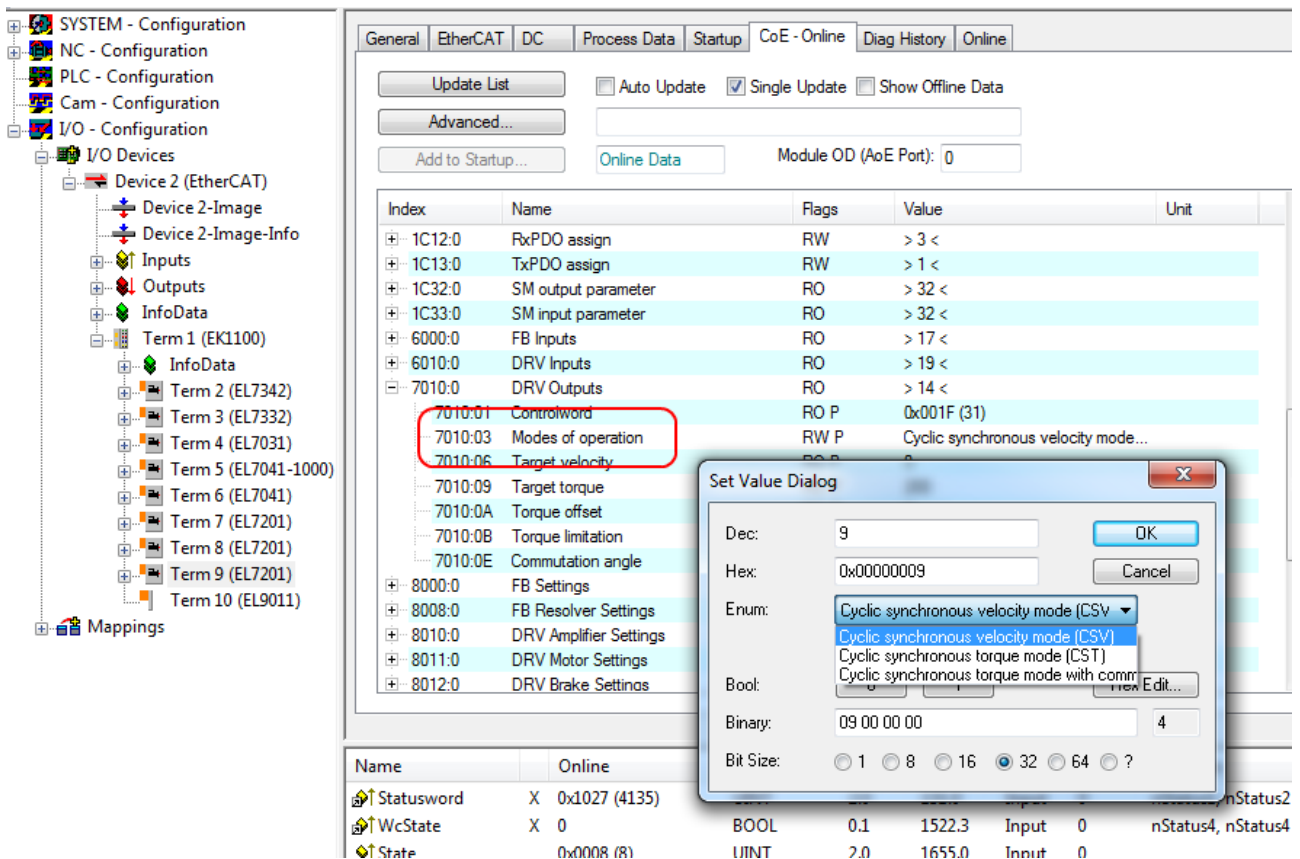 SYSTEM - Configuration
NC - Configuration
PLC - Configuration
Cam - Configuration
I/O - Configuration
I/O Devices
Device 2 (EtherCAT)
Device 2-Image
Device 2-Image-Info
Inputs
Outputs
InfoData
Term 1 (EK1100)
InfoData
Term 2 (EL7342)
Term 3 (EL7332)
Term 4 (EL7031)
Term 5 (EL7041-1000)
Term 6 (EL7041)
Term 7 (EL7201)
Term 8 (EL7201)
Term 9 (EL7201)
Term 10 (EL9011)
Mappings
General EtherCAT DC Process Data Startup CoE - Online Diag History Online
Update List Auto Update Single Update Show Offline Data
Advanced...
Add to Startup... Online Data Module OD (AoE Port): 0
Index Name Flags Value Unit
1C12:0 RxPDO assign RW > 3 <
1C13:0 TxPDO assign RW > 1 <
1C32:0 SM output parameter RO > 32 <
1C33:0 SM input parameter RO > 32 <
6000:0 FB Inputs RO > 17 <
6010:0 DRV Inputs RO > 19 <
7010:0 DRV Outputs RO > 14 <
7010:01 Controlword RO P 0x001F (31)
7010:03 Modes of operation RW P Cyclic synchronous velocity mode...
7010:06 Target velocity RO P
7010:09 Target torque
7010:0A Torque offset
7010:0B Torque limitation
7010:0E Commutation angle
8000:0 FB Settings
8008:0 FB Resolver Settings
8010:0 DRV Amplifier Settings
8011:0 DRV Motor Settings
8012:0 DRV Brake Settings
Set Value Dialog
Dec: 9 OK
Hex: 0x00000009 Cancel
Enum: Cyclic synchronous velocity mode (CSV
Cyclic synchronous velocity mode (CSV)
Cyclic synchronous torque mode (CST)
Cyclic synchronous torque mode with comm
Bool: 0 1 Hex Edit...
Binary: 09 00 00 00 4
Bit Size: 1 8 16 32 64 ?
Name Online
Statusword X 0x1027 (4135) Input 0 nStatus2
WcState X 0 BOOL 0.1 1522.3 Input 0 nStatus4, nStatus4
State 0x0008 (8) UINT 2.0 1655.0 Input 0